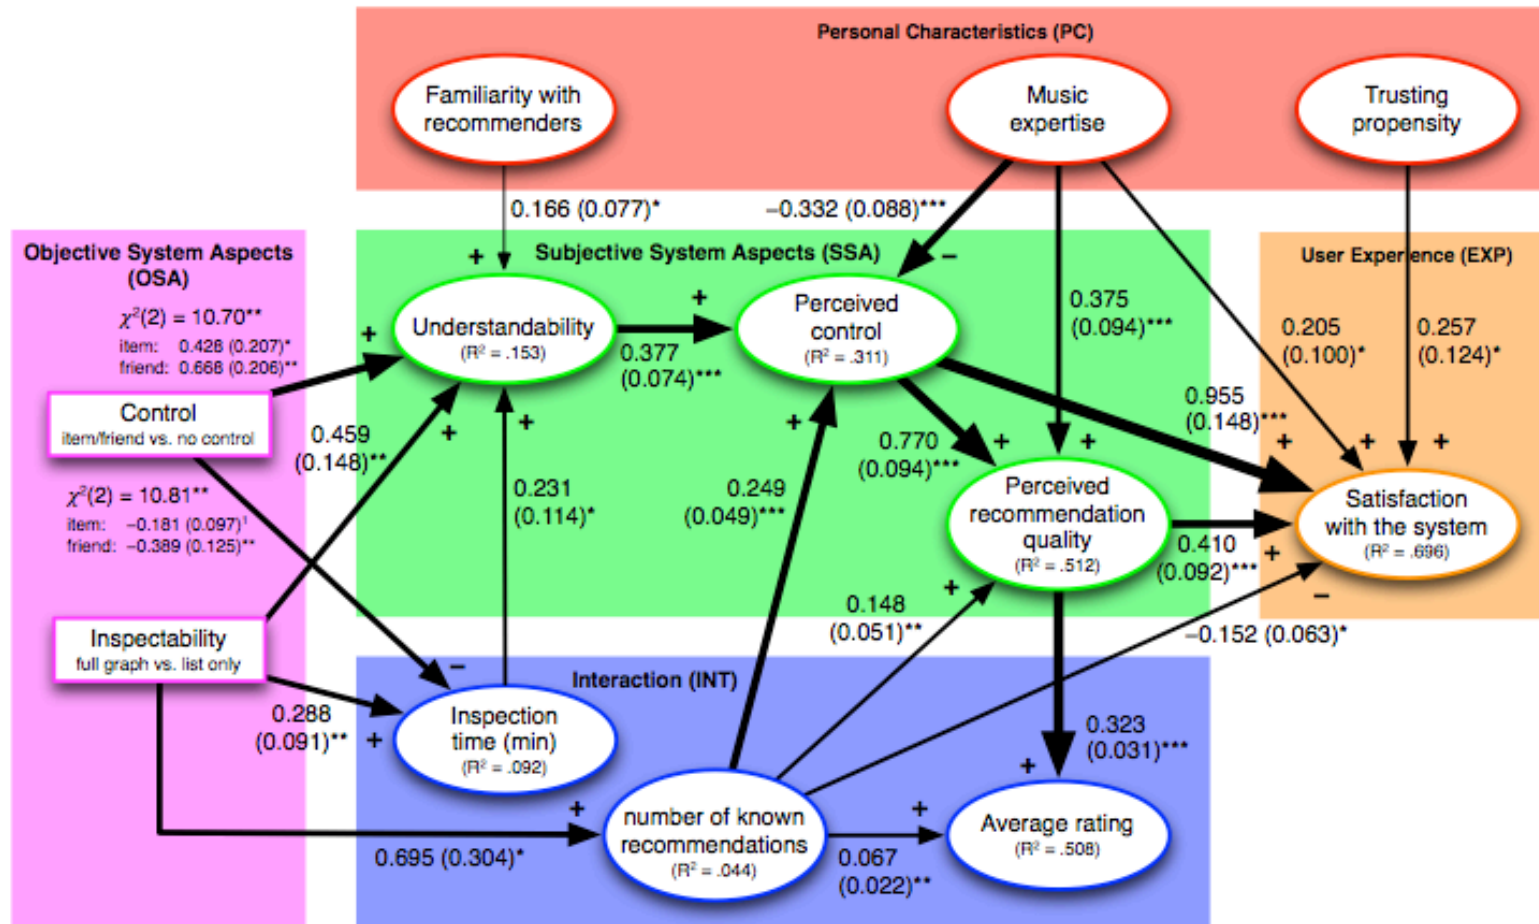 Personal Characteristics (PC)
Familiarity with
recommenders
Music
expertise
Trusting
propensity
0.166 (0.077)*
−0.332 (0.088)***
Objective System Aspects
(OSA)
Subjective System Aspects (SSA)
User Experience (EXP)
+
−
χ²(2) = 10.70**
item: 0.428 (0.207)*
friend: 0.668 (0.206)**
+
Understandability
(R² = .153)
+
0.377
(0.074)***
Perceived
control
(R² = .311)
0.375
(0.094)***
0.205
(0.100)*
0.257
(0.124)*
Control
item/friend vs. no control
0.459
(0.148)**
+
+
+
0.770
(0.094)***
+
+
0.955
(0.148)***
+
+
+
χ²(2) = 10.81**
item: −0.181 (0.097)¹
friend: −0.389 (0.125)**
0.231
(0.114)*
0.249
(0.049)***
Perceived
recommendation
quality
(R² = .512)
0.410
(0.092)***
+
Satisfaction
with the system
(R² = .696)
Inspectability
full graph vs. list only
0.148
(0.051)**
+
−
−0.152 (0.063)*
Interaction (INT)
−
0.288
(0.091)**
+
Inspection
time (min)
(R² = .092)
0.323
(0.031)***
+
+
0.695 (0.304)*
number of known
recommendations
(R² = .044)
+
0.067
(0.022)**
Average rating
(R² = .508)